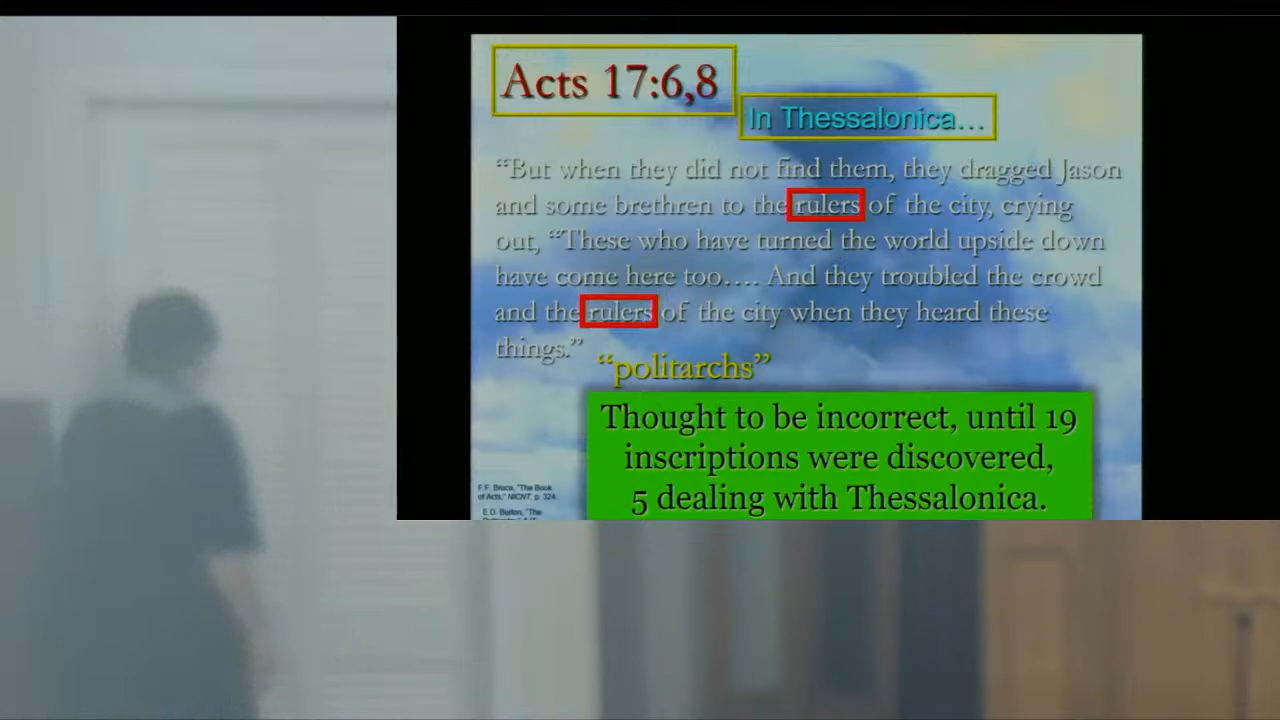 Acts 17:6,8
In Thessalonica…
“But when they did not find them, they dragged Jason
and some brethren to the rulers of the city, crying
out, “These who have turned the world upside down
have come here too…. And they troubled the crowd
and the rulers of the city when they heard these
things.”
“politarchs”
Thought to be incorrect, until 19
inscriptions were discovered,
5 dealing with Thessalonica.
F.F. Bruce, “The Book
of Acts,” NICNT, p. 324.
E.D. Burton, “The